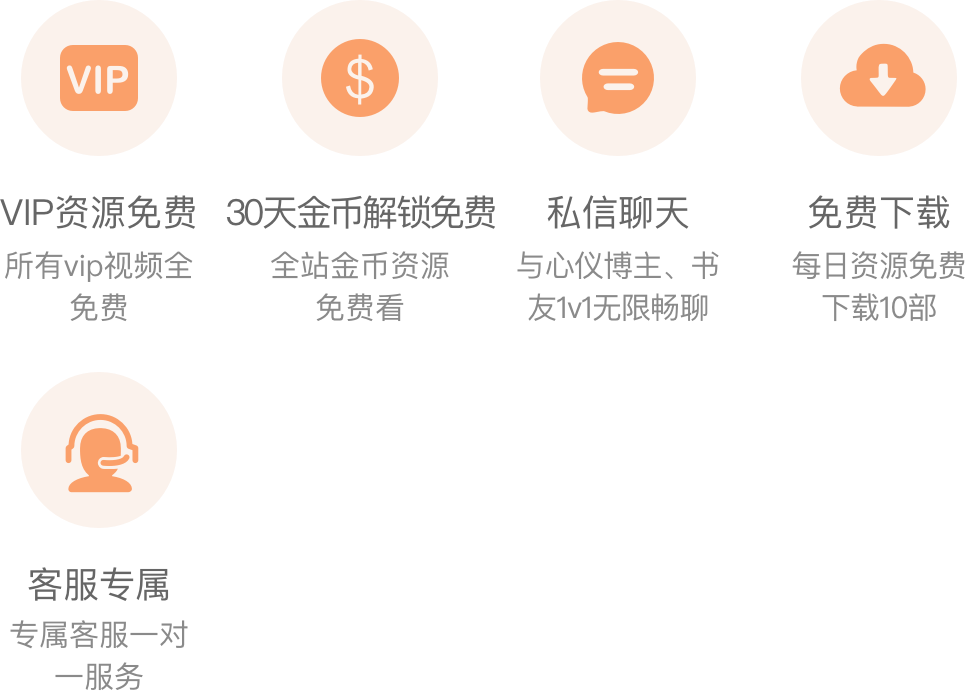 VIP
$
VIP资源免费
所有vip视频全
免费
30天金币解锁免费
全站金币资源
免费看
私信聊天
与心仪博主、书
友1v1无限畅聊
免费下载
每日资源免费
下载10部
客服专属
专属客服一对
一服务